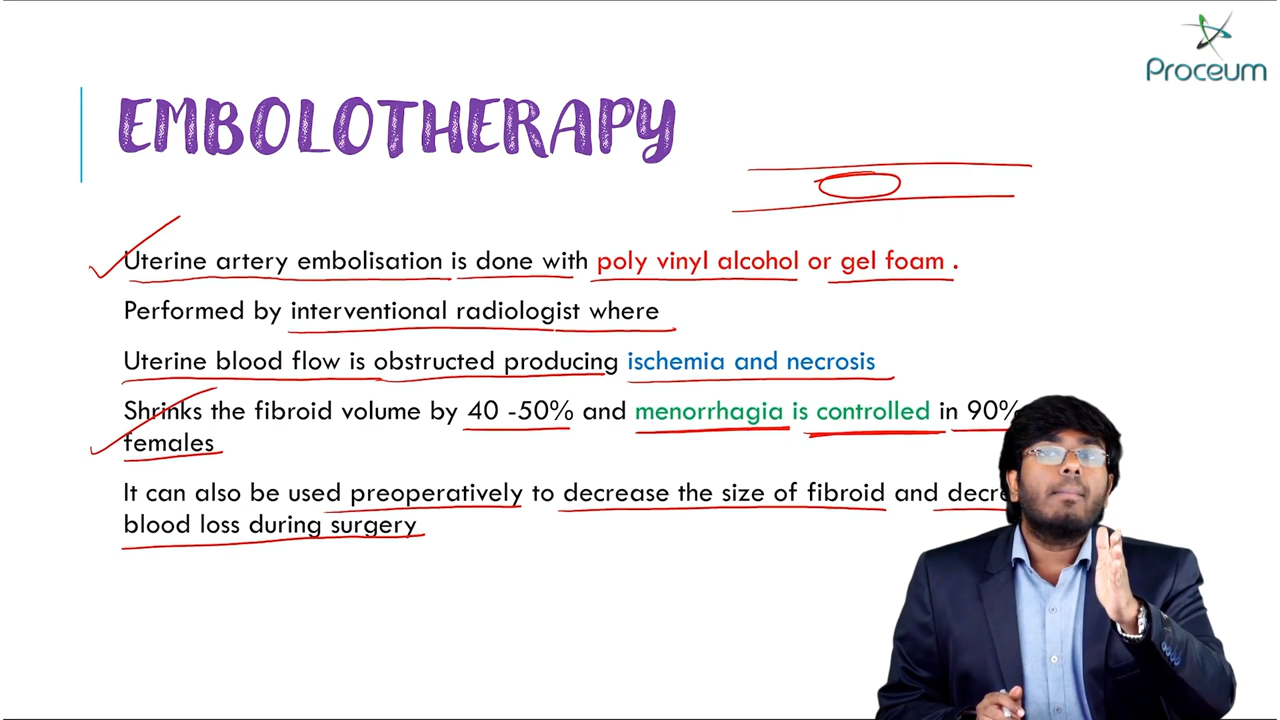 Proceum
EMBOLOTHERAPY
Uterine artery embolisation is done with poly vinyl alcohol or gel foam .
Performed by interventional radiologist where
Uterine blood flow is obstructed producing ischemia and necrosis
Shrinks the fibroid volume by 40 -50% and menorrhagia is controlled in 90%
females
It can also be used preoperatively to decrease the size of fibroid and
blood loss during surgery